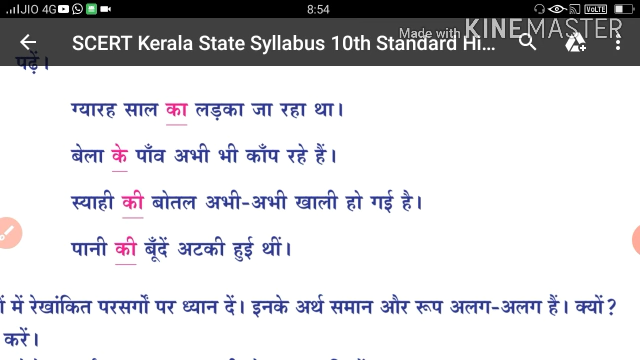 JIO 4G 8:54 VoLTE
Made with KINEMASTER
SCERT Kerala State Syllabus 10th Standard Hi...
पढ़ें।
ग्यारह साल का लड़का जा रहा था।
बेला के पाँव अभी भी काँप रहे हैं।
स्याही की बोतल अभी-अभी खाली हो गई है।
पानी की बूँदें अटकी हुई थीं।
में रेखांकित परसर्गों पर ध्यान दें। इनके अर्थ समान और रूप अलग-अलग हैं। क्यों?
करें।